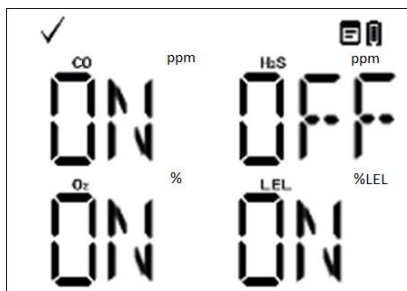 CO ppm H₂S ppm
ON OFF
O₂ % LEL %LEL
ON ON